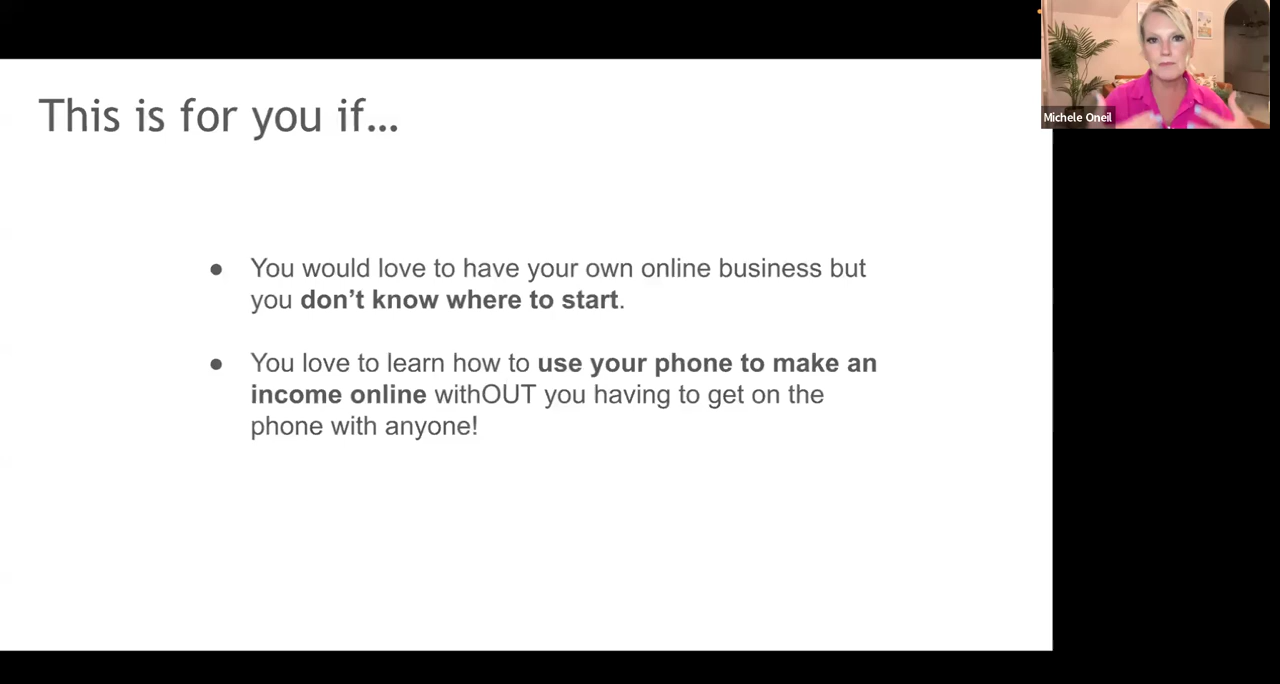 This is for you if...
● You would love to have your own online business but
you don’t know where to start.
● You love to learn how to use your phone to make an
income online withOUT you having to get on the
phone with anyone!
Michele Oneil